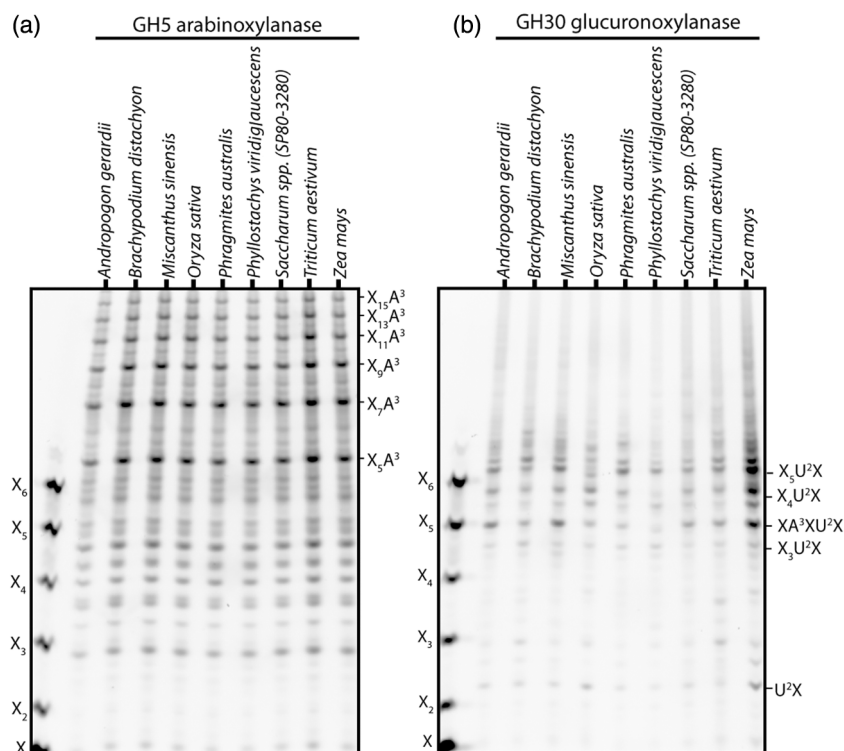 (a)
GH5 arabinoxylanase
Andropogon gerardii
Brachypodium distachyon
Miscanthus sinensis
Oryza sativa
Phragmites australis
Phyllostachys viridiglaucescens
Saccharum spp. (SP80-3280)
Triticum aestivum
Zea mays
X₁₅A³
X₁₃A³
X₁₁A³
X₉A³
X₇A³
X₅A³
X₆
X₅
X₄
X₃
X₂
X
(b)
GH30 glucuronoxylanase
Andropogon gerardii
Brachypodium distachyon
Miscanthus sinensis
Oryza sativa
Phragmites australis
Phyllostachys viridiglaucescens
Saccharum spp. (SP80-3280)
Triticum aestivum
Zea mays
X₆
X₅
X₄
X₃
X₂
X
X₅U²X
X₄U²X
XA³XU²X
X₃U²X
U²X